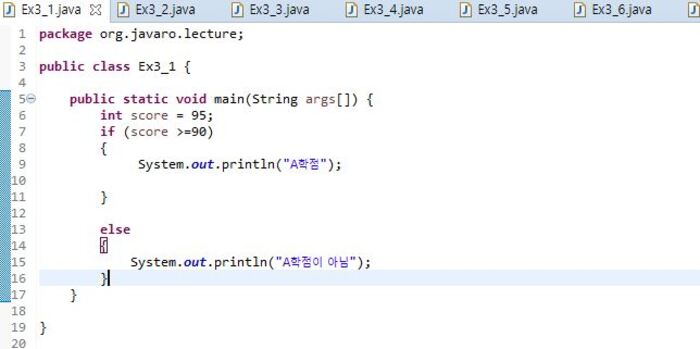 Ex3_1.java Ex3_2.java Ex3_3.java Ex3_4.java Ex3_5.java Ex3_6.java
1 package org.javaro.lecture;
2
3 public class Ex3_1 {
4
5 public static void main(String args[]) {
6 int score = 95;
7 if (score >=90)
8 {
9 System.out.println("A학점");
10
11 }
12
13 else
14 {
15 System.out.println("A학점이 아님");
16 }
17 }
18
19 }
20